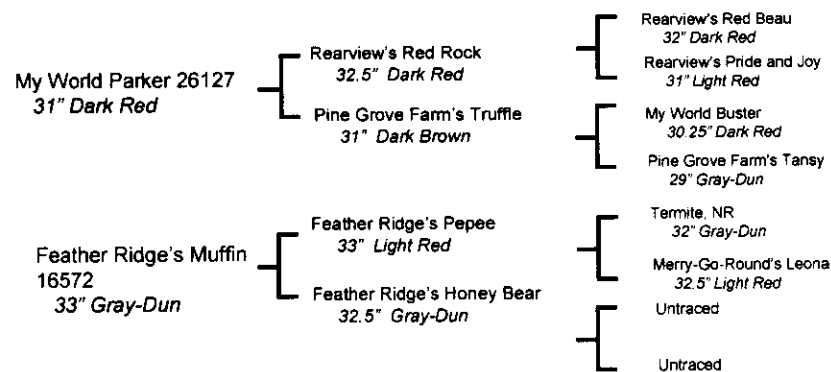 My World Parker 26127
31" Dark Red
Rearview's Red Rock
32.5" Dark Red
Pine Grove Farm's Truffle
31" Dark Brown
Rearview's Red Beau
32" Dark Red
Rearview's Pride and Joy
31" Light Red
My World Buster
30.25" Dark Red
Pine Grove Farm's Tansy
29" Gray-Dun
Feather Ridge's Muffin
16572
33" Gray-Dun
Feather Ridge's Pepee
33" Light Red
Feather Ridge's Honey Bear
32.5" Gray-Dun
Termite, NR
32" Gray-Dun
Merry-Go-Round's Leona
32.5" Light Red
Untraced
Untraced